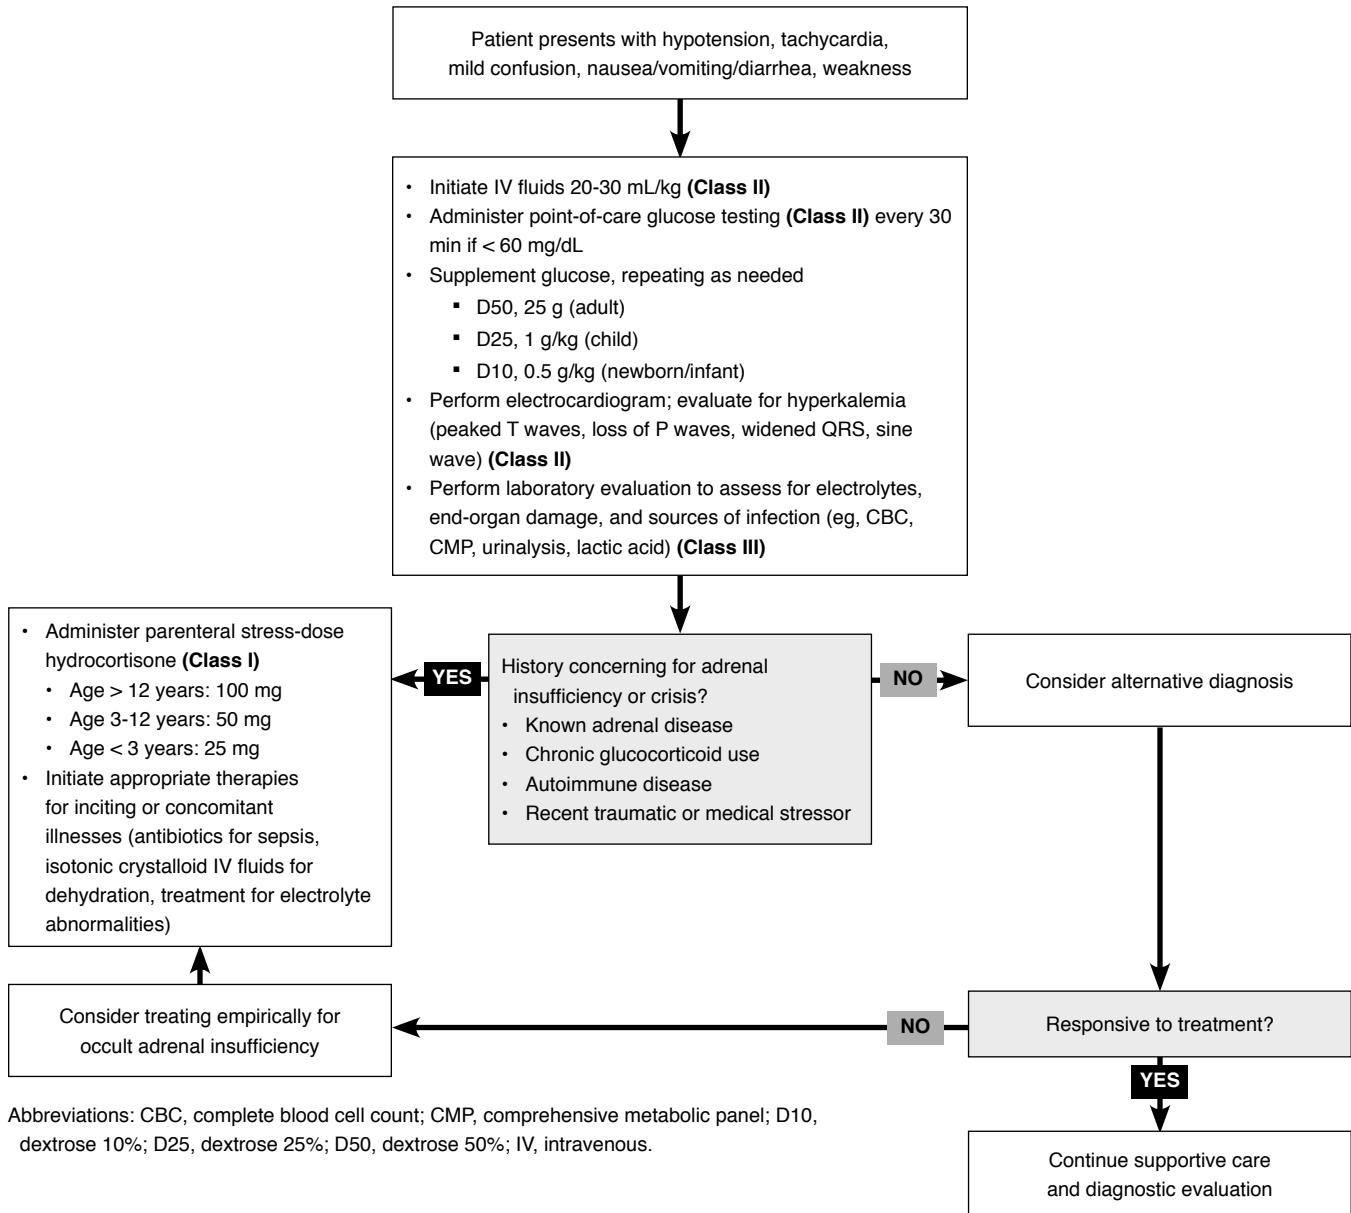 Patient presents with hypotension, tachycardia,
mild confusion, nausea/vomiting/diarrhea, weakness
• Initiate IV fluids 20-30 mL/kg (Class II)
• Administer point-of-care glucose testing (Class II) every 30
min if < 60 mg/dL
• Supplement glucose, repeating as needed
▪ D50, 25 g (adult)
▪ D25, 1 g/kg (child)
▪ D10, 0.5 g/kg (newborn/infant)
• Perform electrocardiogram; evaluate for hyperkalemia
(peaked T waves, loss of P waves, widened QRS, sine
wave) (Class II)
• Perform laboratory evaluation to assess for electrolytes,
end-organ damage, and sources of infection (eg, CBC,
CMP, urinalysis, lactic acid) (Class III)
History concerning for adrenal
insufficiency or crisis?
• Known adrenal disease
• Chronic glucocorticoid use
• Autoimmune disease
• Recent traumatic or medical stressor
YES
• Administer parenteral stress-dose
hydrocortisone (Class I)
• Age > 12 years: 100 mg
• Age 3-12 years: 50 mg
• Age < 3 years: 25 mg
• Initiate appropriate therapies
for inciting or concomitant
illnesses (antibiotics for sepsis,
isotonic crystalloid IV fluids for
dehydration, treatment for electrolyte
abnormalities)
NO
Consider alternative diagnosis
Responsive to treatment?
NO
Consider treating empirically for
occult adrenal insufficiency
YES
Continue supportive care
and diagnostic evaluation
Abbreviations: CBC, complete blood cell count; CMP, comprehensive metabolic panel; D10,
dextrose 10%; D25, dextrose 25%; D50, dextrose 50%; IV, intravenous.